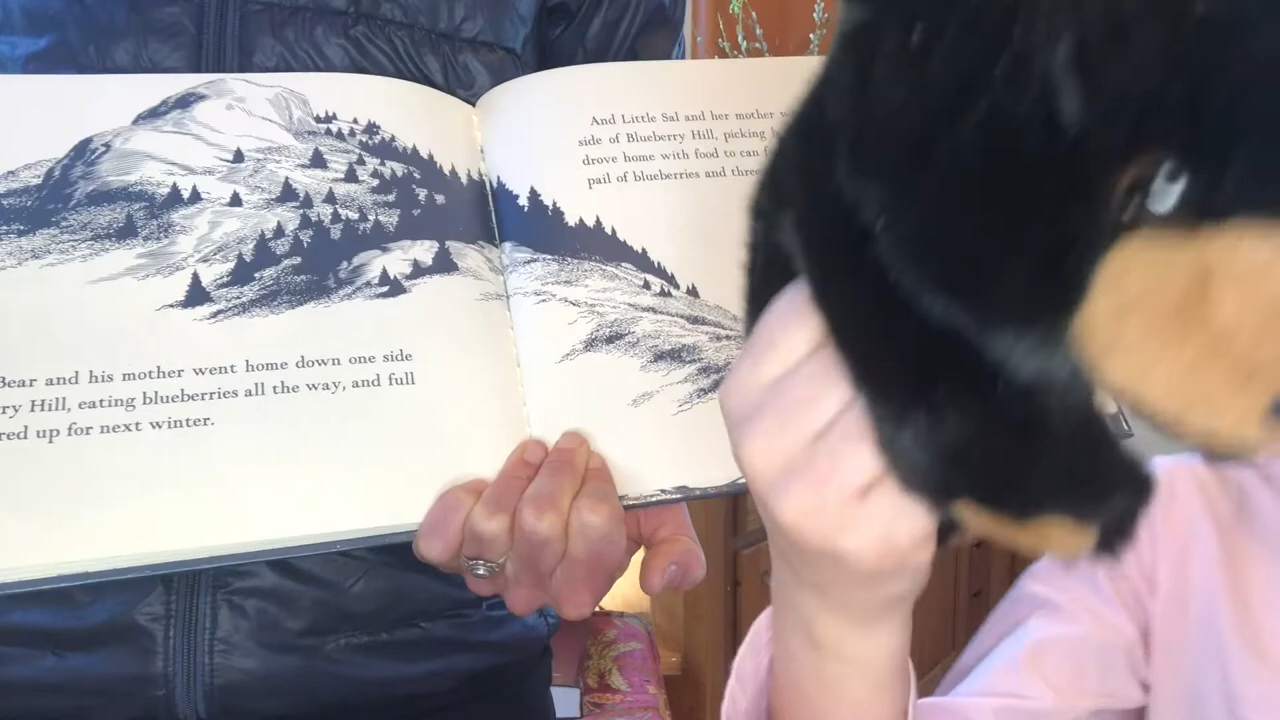 Bear and his mother went home down one side
ry Hill, eating blueberries all the way, and full
red up for next winter.
And Little Sal and her mother
side of Blueberry Hill, picking
drove home with food to can
pail of blueberries and three